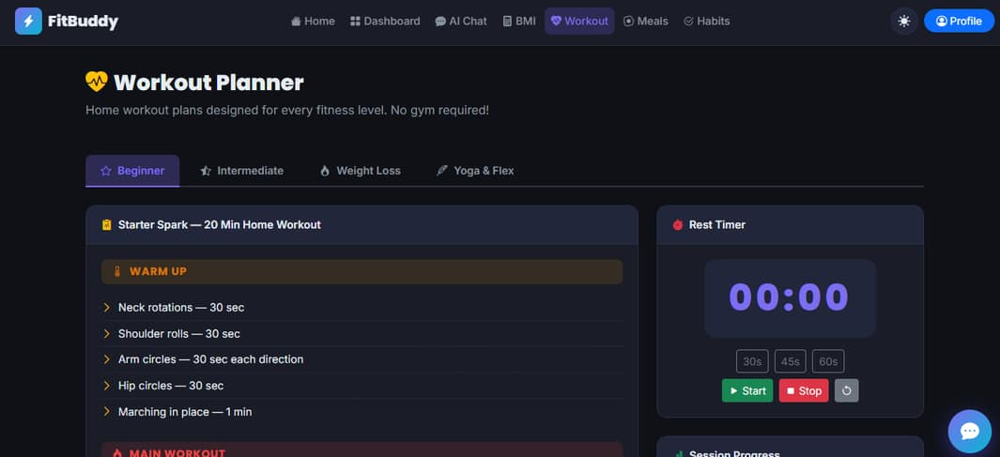 FitBuddy
Home Dashboard AI Chat BMI Workout Meals Habits
Profile
Workout Planner
Home workout plans designed for every fitness level. No gym required!
Beginner Intermediate Weight Loss Yoga & Flex
Starter Spark — 20 Min Home Workout
WARM UP
Neck rotations — 30 sec
Shoulder rolls — 30 sec
Arm circles — 30 sec each direction
Hip circles — 30 sec
Marching in place — 1 min
MAIN WORKOUT
Rest Timer
00:00
30s 45s 60s
Start Stop
Session Progress